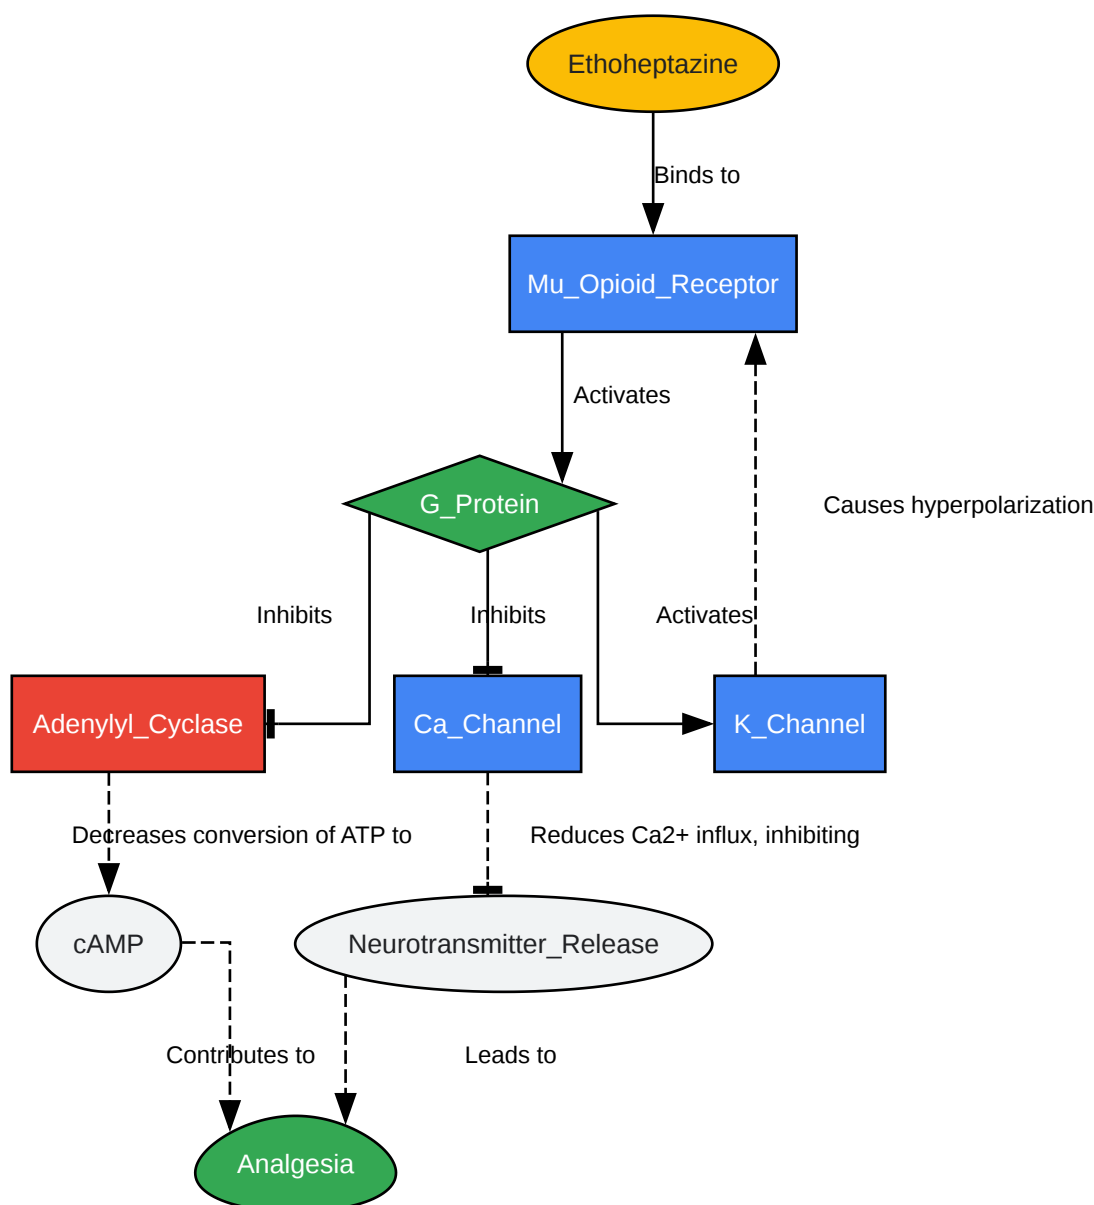 Ethoheptazine
Binds to
Mu_Opioid_Receptor
Activates
G_Protein
Causes hyperpolarization
Inhibits
Inhibits
Activates
Adenylyl_Cyclase
Ca_Channel
K_Channel
Decreases conversion of ATP to
Reduces Ca2+ influx, inhibiting
cAMP
Neurotransmitter_Release
Contributes to
Leads to
Analgesia